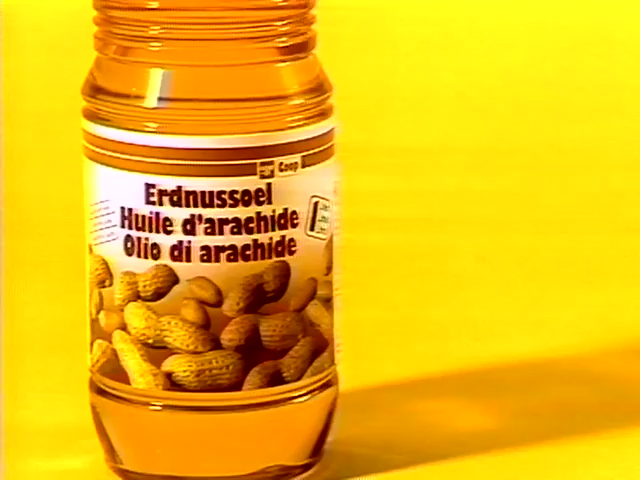 Coop
Erdnussoel
Huile d'arachide
Olio di arachide